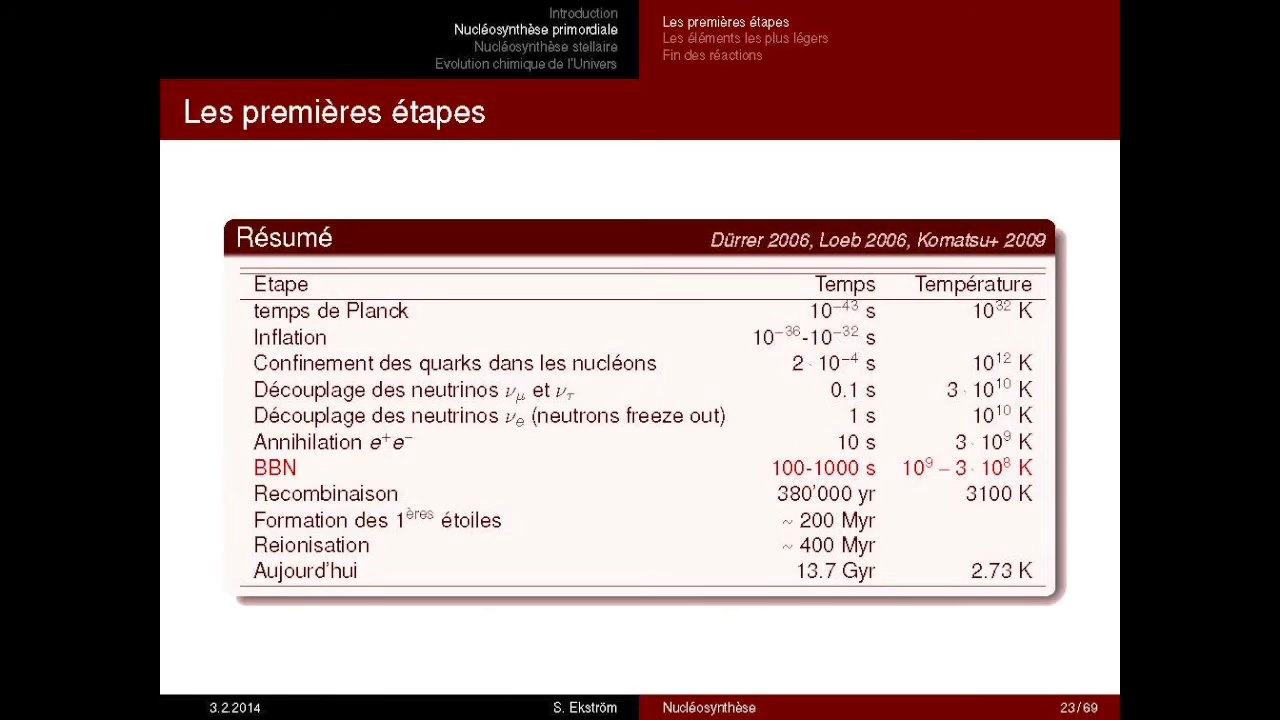 Introduction
Nucléosynthèse primordiale
Nucléosynthèse stellaire
Evolution chimique de l'Univers
Les premières étapes
Les éléments les plus légers
Fin des réactions
Les premières étapes
Résumé Dürrer 2006, Loeb 2006, Komatsu+ 2009
Etape Temps Température
temps de Planck 10⁻⁴³ s 10³² K
Inflation 10⁻³⁶-10⁻³² s
Confinement des quarks dans les nucléons 2 · 10⁻⁴ s 10¹² K
Découplage des neutrinos νμ et ντ 0.1 s 3 · 10¹⁰ K
Découplage des neutrinos νe (neutrons freeze out) 1 s 10¹⁰ K
Annihilation e⁺e⁻ 10 s 3 · 10⁹ K
BBN 100-1000 s 10⁹ – 3 · 10⁸ K
Recombinaison 380'000 yr 3100 K
Formation des 1ères étoiles ~ 200 Myr
Reionisation ~ 400 Myr
Aujourd'hui 13.7 Gyr 2.73 K
3.2.2014 S. Ekström Nucléosynthèse 23/69